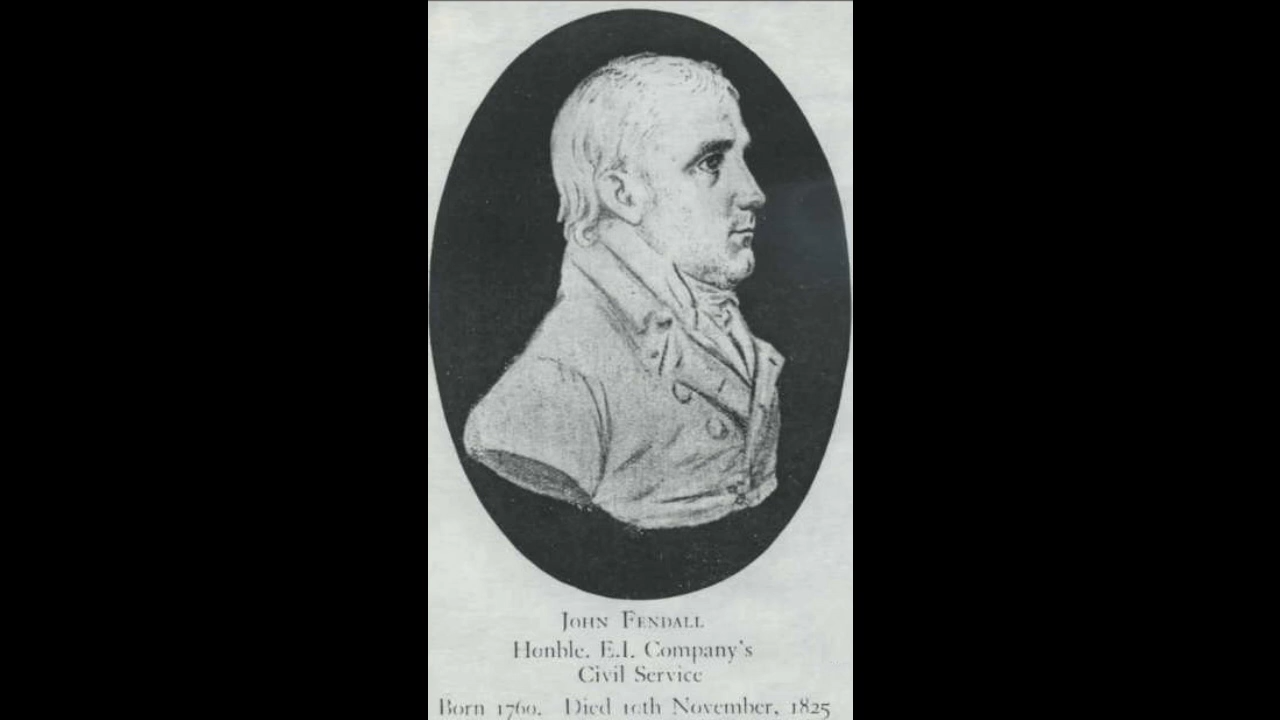 John Fendall
Honble. E.I. Company's
Civil Service
Born 1760. Died 10th November, 1825